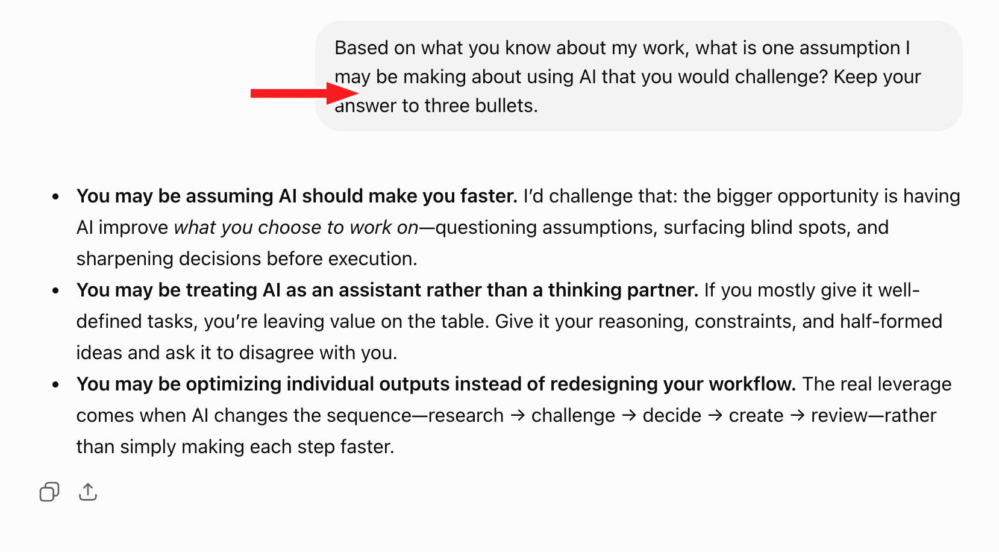 Based on what you know about my work, what is one assumption I
may be making about using AI that you would challenge? Keep your
answer to three bullets.
• You may be assuming AI should make you faster. I’d challenge that: the bigger opportunity is having
AI improve what you choose to work on—questioning assumptions, surfacing blind spots, and
sharpening decisions before execution.
• You may be treating AI as an assistant rather than a thinking partner. If you mostly give it well-
defined tasks, you’re leaving value on the table. Give it your reasoning, constraints, and half-formed
ideas and ask it to disagree with you.
• You may be optimizing individual outputs instead of redesigning your workflow. The real leverage
comes when AI changes the sequence—research → challenge → decide → create → review—rather
than simply making each step faster.